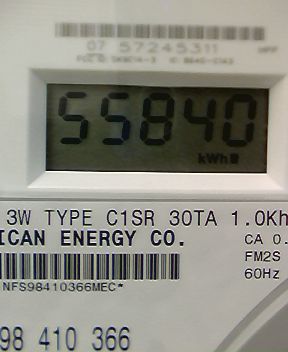 07 57245311
55840
kWh
3W TYPE C1SR 30TA 1.0Kh
ICAN ENERGY CO.
CA 0.
FM2S
60Hz
NFS98410366MEC*
98 410 366